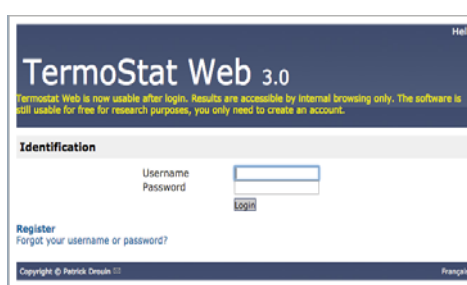 Hel
TermoStat Web 3.0
Termostat Web is now usable after login. Results are accessible by internal browsing only. The software is
still usable for free for research purposes, you only need to create an account.
Identification
Username
Password
Login
Register
Forgot your username or password?
Copyright © Patrick Drouin
Françai